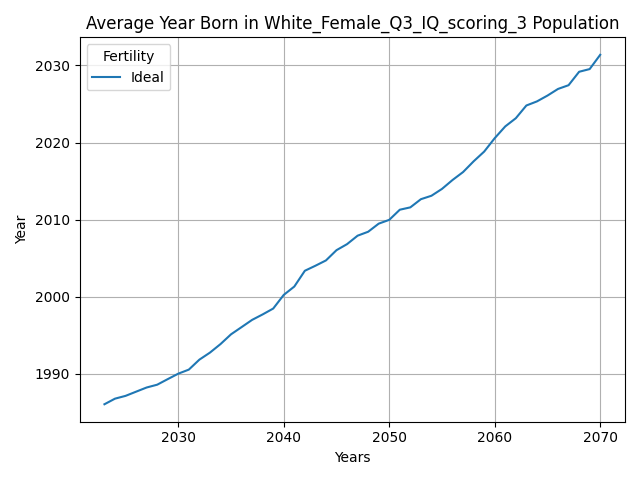 Average Year Born in White_Female_Q3_IQ_scoring_3 Population
Fertility
Ideal
2030
2020
2010
2000
1990
Year
2030 2040 2050 2060 2070
Years